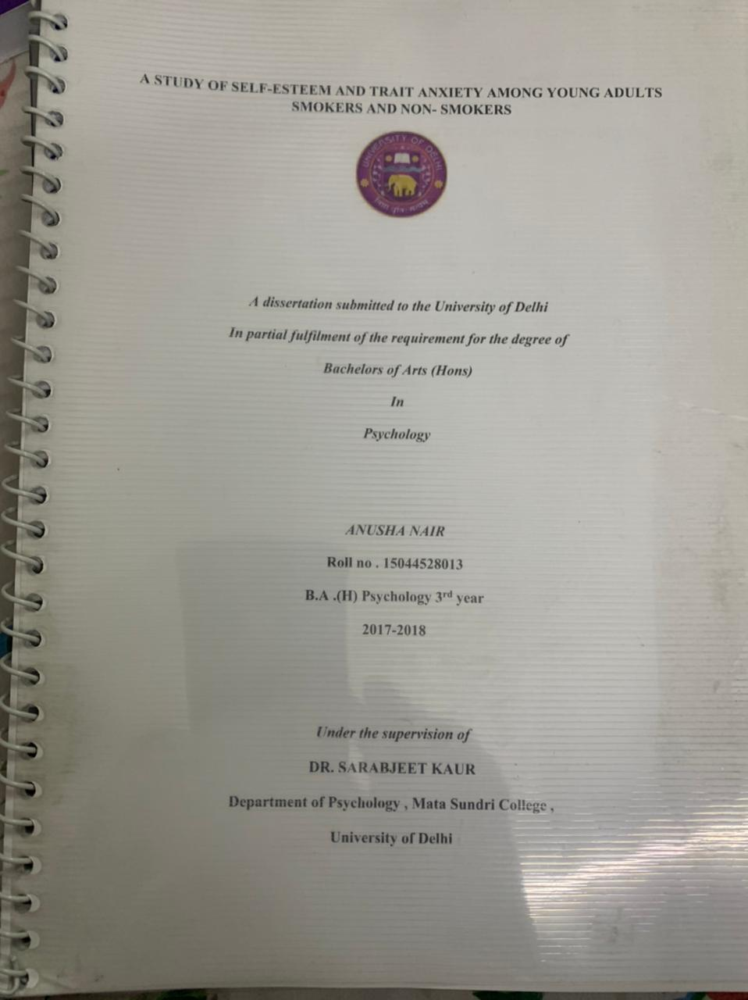 A STUDY OF SELF-ESTEEM AND TRAIT ANXIETY AMONG YOUNG ADULTS
SMOKERS AND NON- SMOKERS
UNIVERSITY OF DELHI
A dissertation submitted to the University of Delhi
In partial fulfilment of the requirement for the degree of
Bachelors of Arts (Hons)
In
Psychology
ANUSHA NAIR
Roll no . 15044528013
B.A .(H) Psychology 3rd year
2017-2018
Under the supervision of
DR. SARABJEET KAUR
Department of Psychology , Mata Sundri College ,
University of Delhi